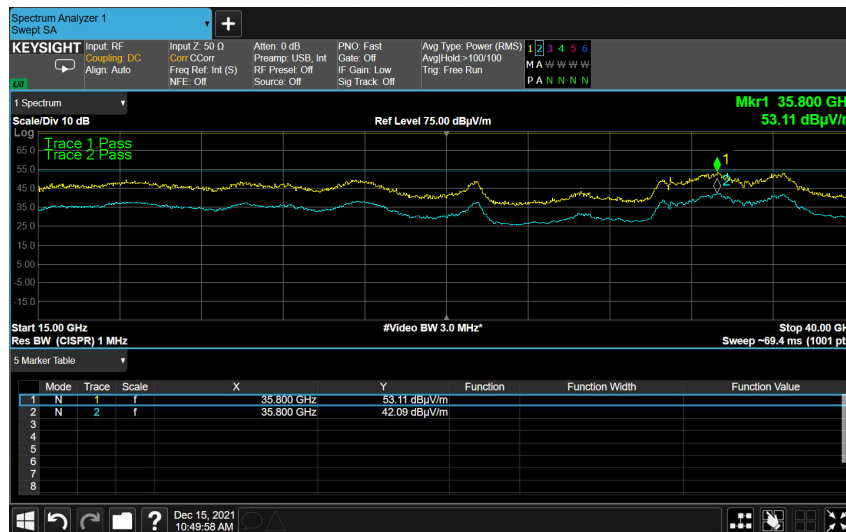 Spectrum Analyzer 1
Swept SA
+
KEYSIGHT
Input: RF
Coupling: DC
Align: Auto
Input Z: 50 Ω
Corr CCorr
Freq Ref: Int (S)
NFE: Off
Atten: 0 dB
Preamp: USB, Int
RF Presel: Off
Source: Off
PNO: Fast
Gate: Off
IF Gain: Low
Sig Track: Off
Avg Type: Power (RMS)
Avg|Hold:>100/100
Trig: Free Run
1 2 3 4 5 6
M A W W W W
P A N N N N
LXI
1 Spectrum
Scale/Div 10 dB
Ref Level 75.00 dBµV/m
Mkr1 35.800 GH
53.11 dBµV/m
Log
Trace 1 Pass
Trace 2 Pass
65.0
55.0
45.0
35.0
25.0
15.0
5.00
-5.00
-15.0
1
2
Start 15.00 GHz
#Video BW 3.0 MHz*
Stop 40.00 GH
Res BW (CISPR) 1 MHz
Sweep ~69.4 ms (1001 pt
5 Marker Table
Mode Trace Scale X Y Function Function Width Function Value
1 N 1 f 35.800 GHz 53.11 dBµV/m
2 N 2 f 35.800 GHz 42.09 dBµV/m
3
4
5
6
7
8
?
Dec 15, 2021
10:49:58 AM